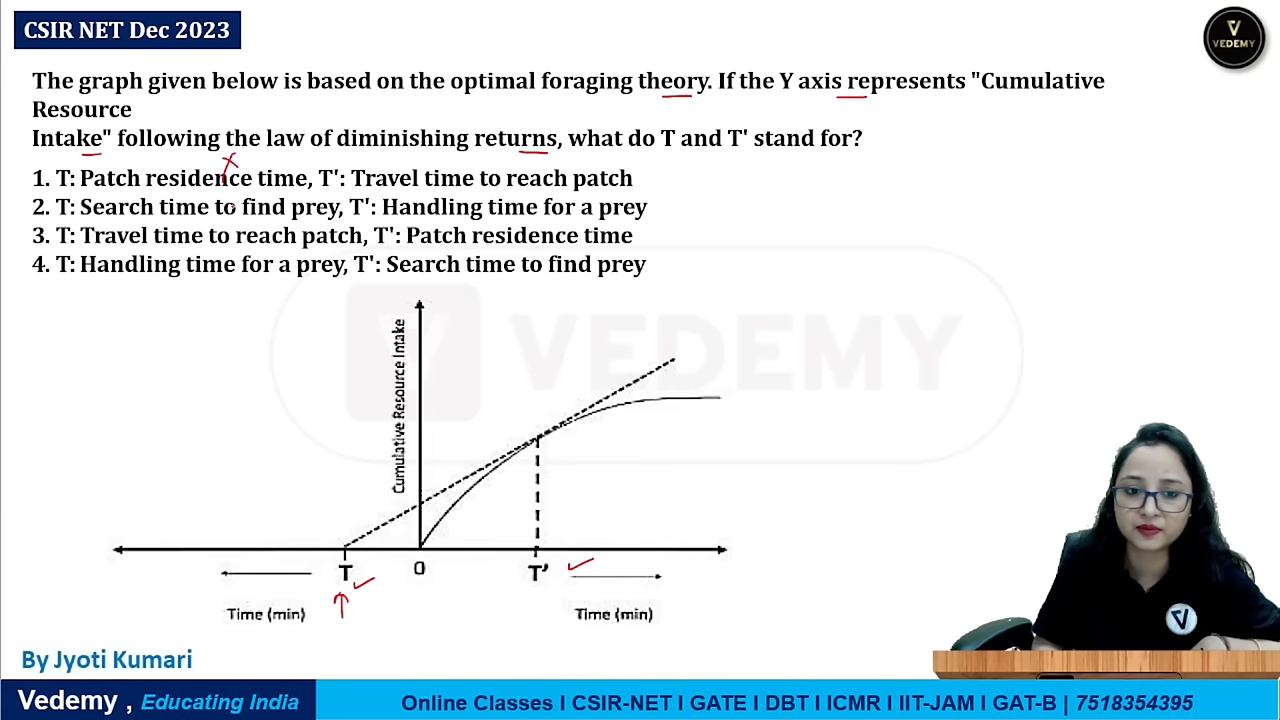 CSIR NET Dec 2023
VEDEMY
The graph given below is based on the optimal foraging theory. If the Y axis represents "Cumulative
Resource
Intake" following the law of diminishing returns, what do T and T' stand for?
1. T: Patch residence time, T': Travel time to reach patch
2. T: Search time to find prey, T': Handling time for a prey
3. T: Travel time to reach patch, T': Patch residence time
4. T: Handling time for a prey, T': Search time to find prey
VEDEMY
Cumulative Resource Intake
T
0
T'
Time (min)
Time (min)
By Jyoti Kumari
Vedemy , Educating India
Online Classes I CSIR-NET I GATE I DBT I ICMR I IIT-JAM I GAT-B | 7518354395